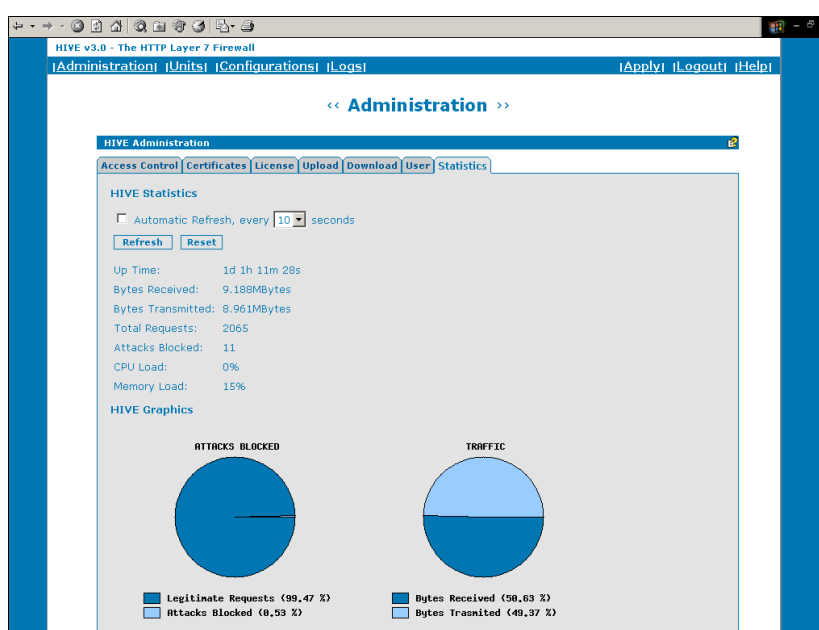 HIVE v3.0 - The HTTP Layer 7 Firewall
|Administration| |Units| |Configurations| |Logs| |Apply| |Logout| |Help|
‹‹ Administration ››
HIVE Administration
Access Control Certificates License Upload Download User Statistics
HIVE Statistics
Automatic Refresh, every 10 seconds
Refresh Reset
Up Time: 1d 1h 11m 28s
Bytes Received: 9.188MBytes
Bytes Transmitted: 8.961MBytes
Total Requests: 2065
Attacks Blocked: 11
CPU Load: 0%
Memory Load: 15%
HIVE Graphics
ATTACKS BLOCKED TRAFFIC
Legitimate Requests (99.47 %) Bytes Received (50.63 %)
Attacks Blocked (0.53 %) Bytes Trasmited (49.37 %)